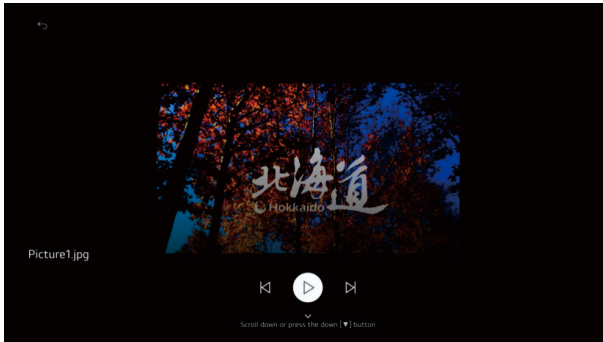 北海道
Hokkaido
Picture1.jpg
Scroll down or press the down [▼] button